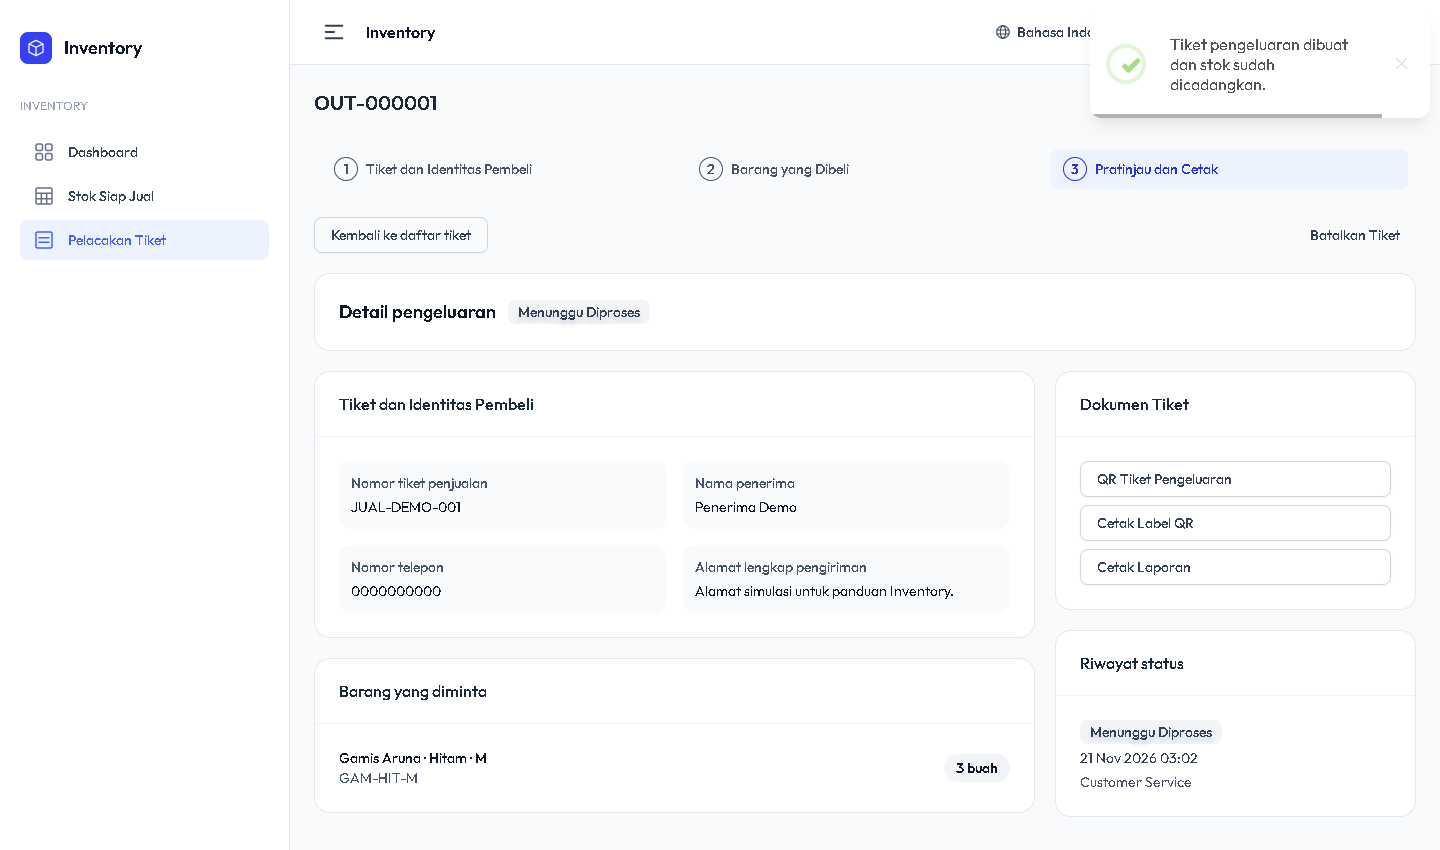 Inventory
INVENTORY
Dashboard
Stok Siap Jual
Pelacakan Tiket
Inventory
Bahasa Indo
Tiket pengeluaran dibuat
dan stok sudah
dicadangkan.
OUT-000001
1 Tiket dan Identitas Pembeli
2 Barang yang Dibeli
3 Pratinjau dan Cetak
Kembali ke daftar tiket
Batalkan Tiket
Detail pengeluaran Menunggu Diproses
Tiket dan Identitas Pembeli
Nomor tiket penjualan
JUAL-DEMO-001
Nama penerima
Penerima Demo
Nomor telepon
0000000000
Alamat lengkap pengiriman
Alamat simulasi untuk panduan Inventory.
Barang yang diminta
Gamis Aruna · Hitam · M
GAM-HIT-M
3 buah
Dokumen Tiket
QR Tiket Pengeluaran
Cetak Label QR
Cetak Laporan
Riwayat status
Menunggu Diproses
21 Nov 2026 03:02
Customer Service